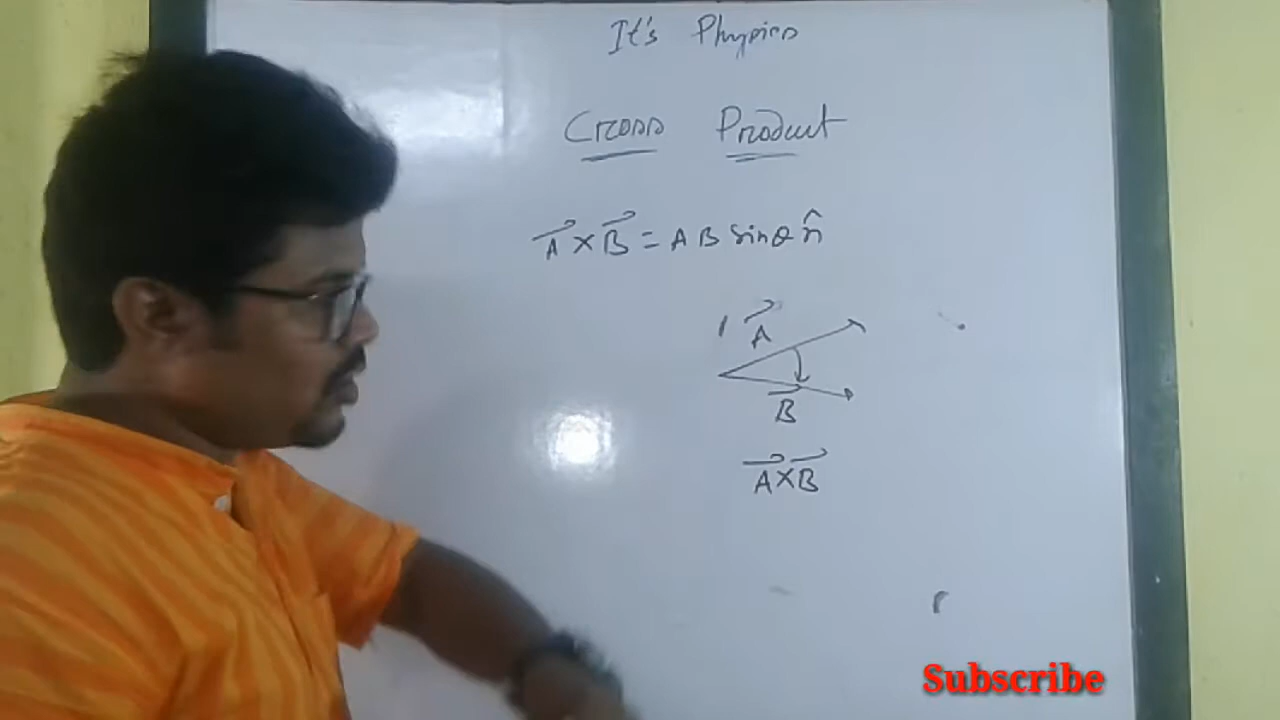 It's Physics
Cross Product
A⃗ × B⃗ = A B sinθ n̂
A⃗
B⃗
A⃗ × B⃗
Subscribe